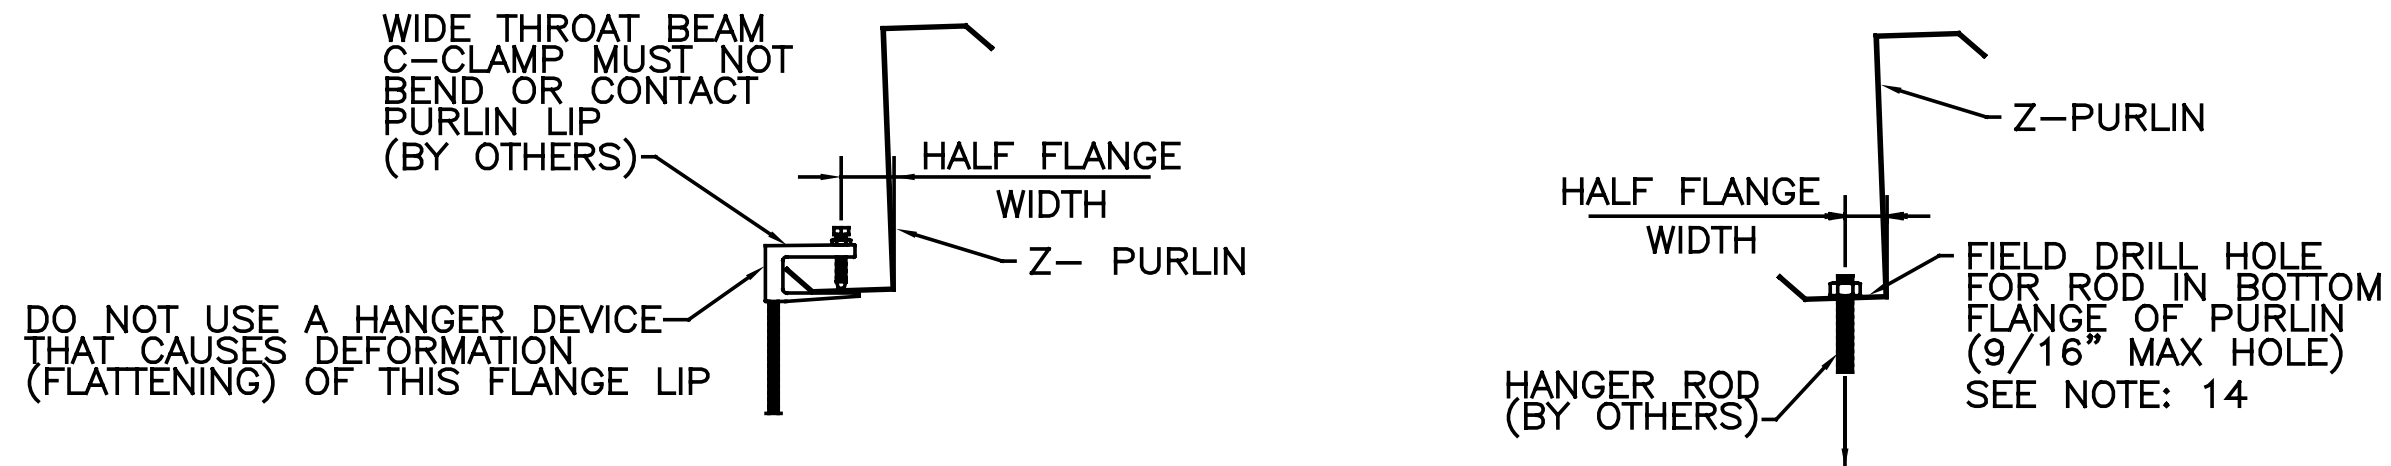 WIDE THROAT BEAM
C-CLAMP MUST NOT
BEND OR CONTACT
PURLIN LIP
(BY OTHERS)
HALF FLANGE
WIDTH
Z- PURLIN
DO NOT USE A HANGER DEVICE
THAT CAUSES DEFORMATION
(FLATTENING) OF THIS FLANGE LIP
Z-PURLIN
HALF FLANGE
WIDTH
FIELD DRILL HOLE
FOR ROD IN BOTTOM
FLANGE OF PURLIN
(9/16" MAX HOLE)
SEE NOTE: 14
HANGER ROD
(BY OTHERS)